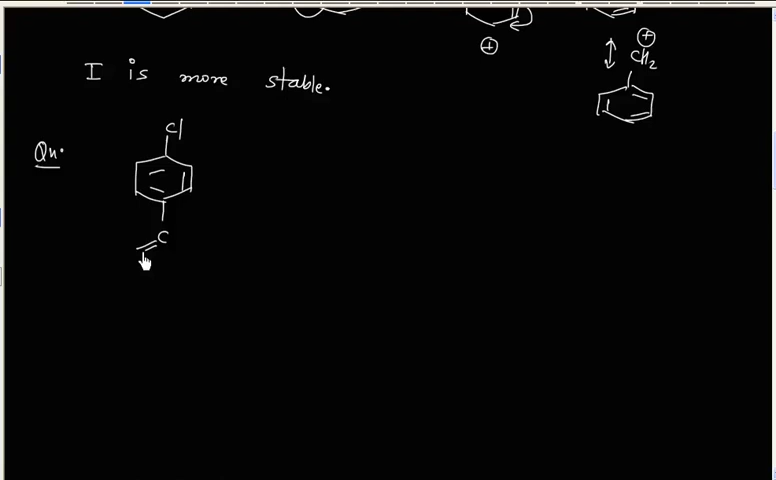 ⊕
⊕
CH2
I is more stable.
Cl
Qn.
C